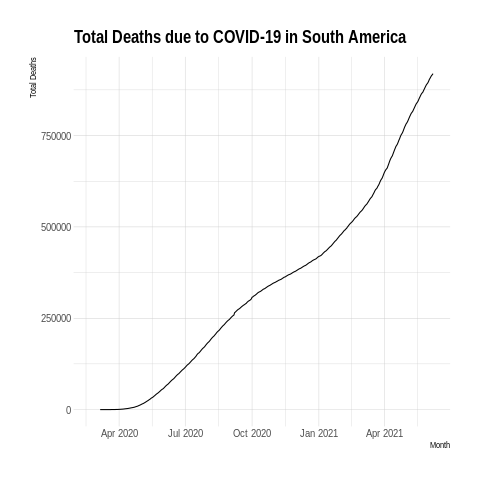 Total Deaths due to COVID-19 in South America
Total Deaths
750000
500000
250000
0
Apr 2020 Jul 2020 Oct 2020 Jan 2021 Apr 2021
Month